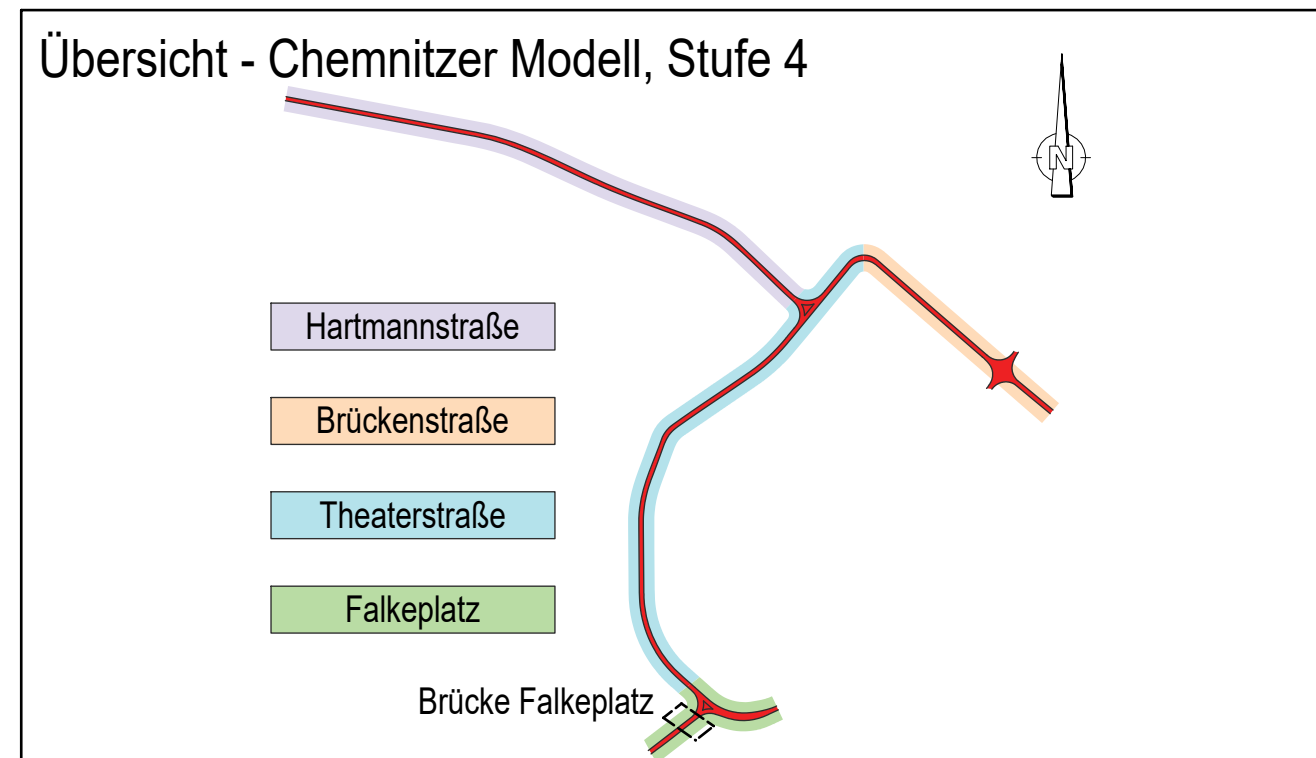 Übersicht - Chemnitzer Modell, Stufe 4
N
Hartmannstraße
Brückenstraße
Theaterstraße
Falkeplatz
Brücke Falkeplatz